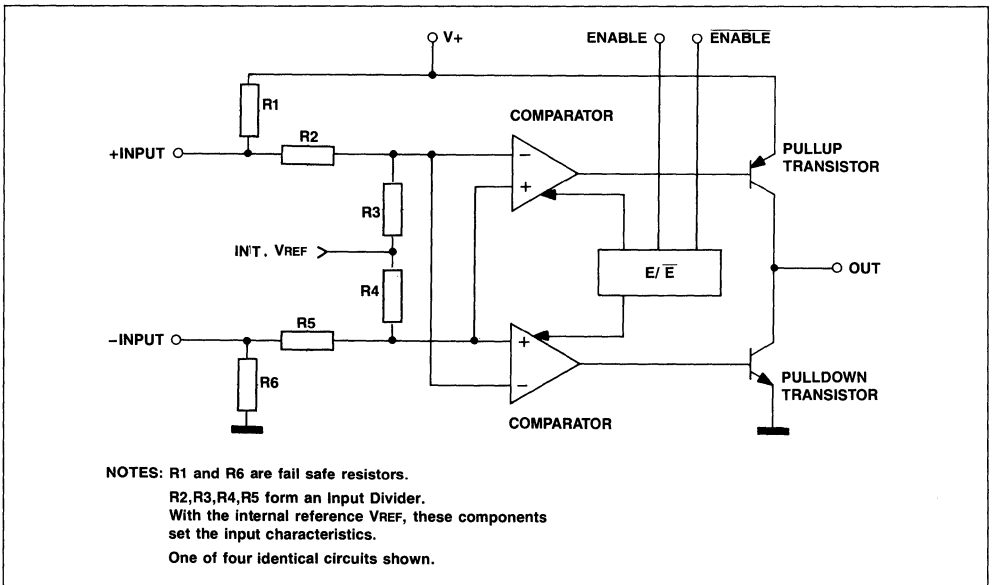 V+
ENABLE
E̅N̅A̅B̅L̅E̅
R1
COMPARATOR
R2
+INPUT
PULLUP
TRANSISTOR
−
+
R3
INT. VREF
E/E̅
OUT
R4
R5
−INPUT
+
−
R6
PULLDOWN
TRANSISTOR
COMPARATOR
NOTES: R1 and R6 are fail safe resistors.
R2,R3,R4,R5 form an Input Divider.
With the internal reference VREF, these components
set the input characteristics.
One of four identical circuits shown.